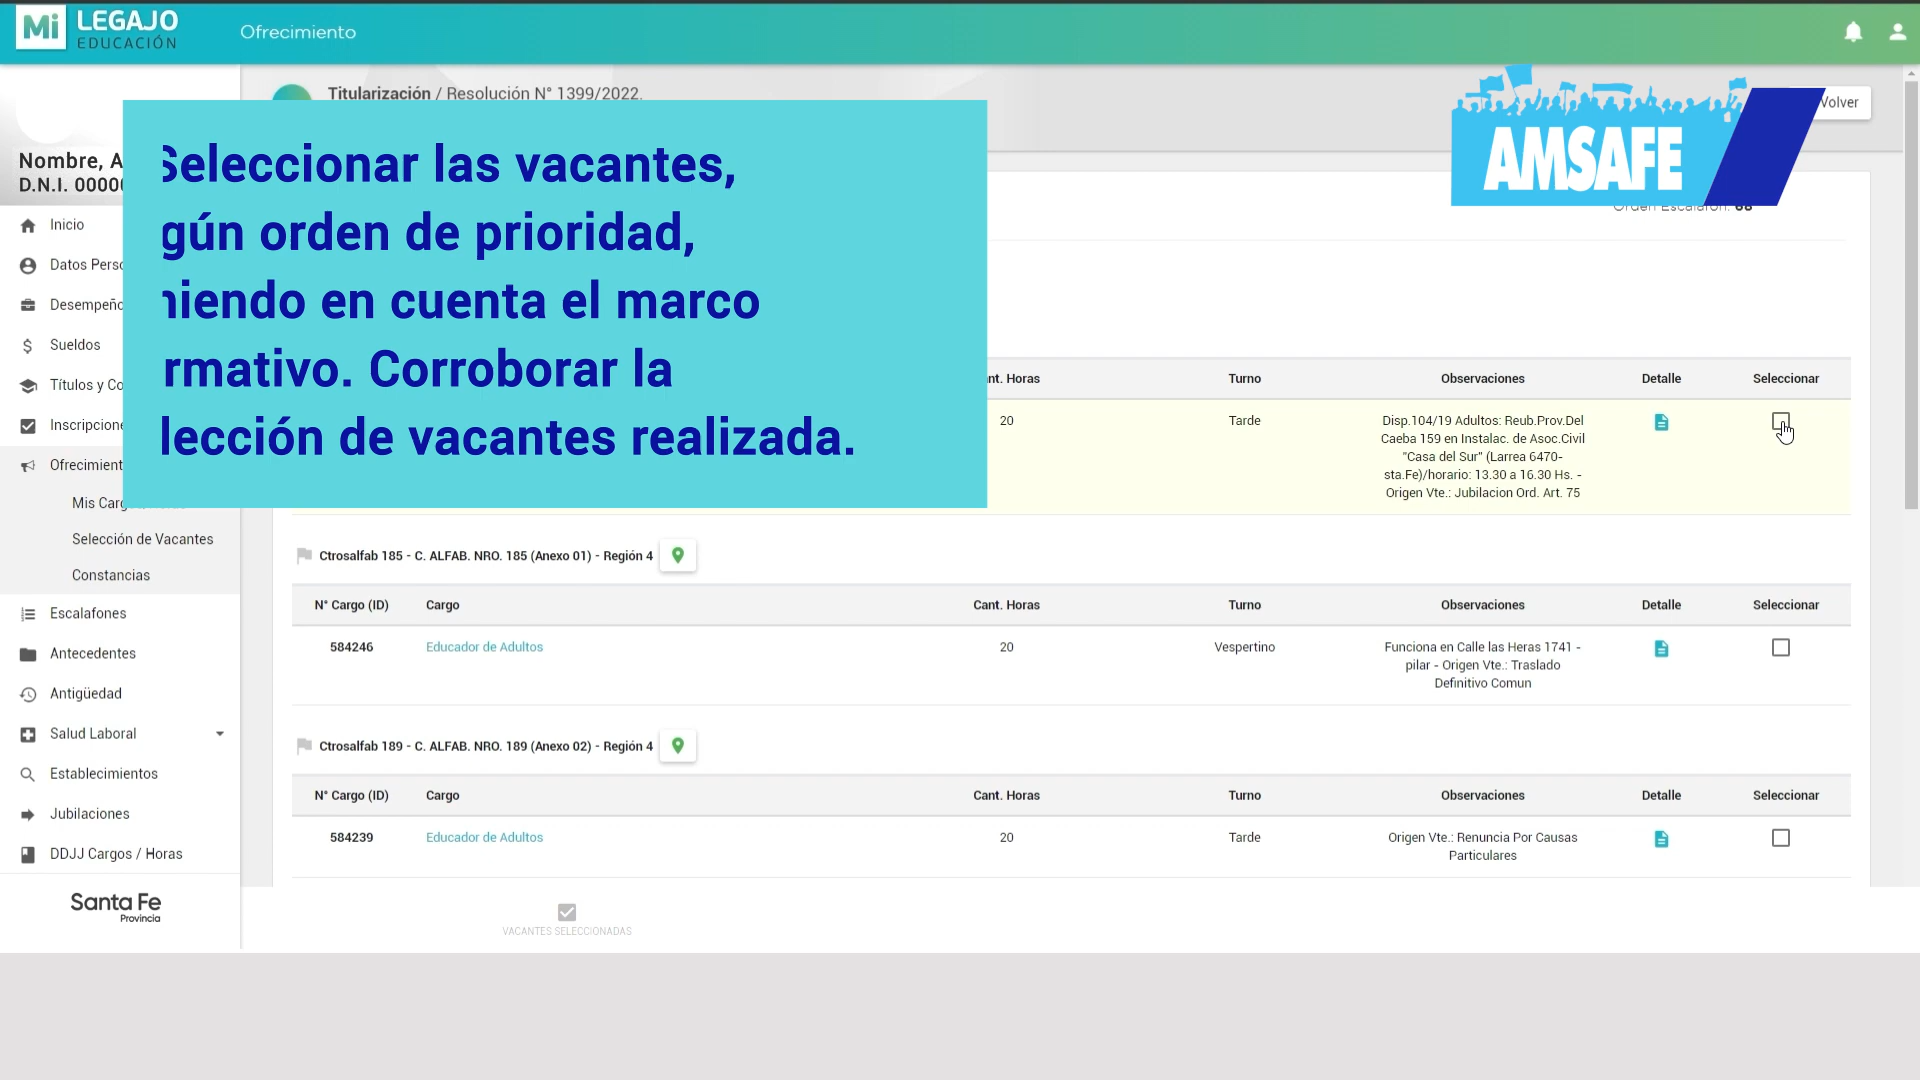 Mi LEGAJO
EDUCACIÓN
Ofrecimiento
Titularización / Resolución N° 1399/2022.
Volver
AMSAFE
Nombre, A
D.N.I. 0000
Seleccionar las vacantes,
gún orden de prioridad,
niendo en cuenta el marco
rmativo. Corroborar la
lección de vacantes realizada.
Orden Escalafón: 68
Inicio
Datos Perso
Desempeño
Sueldos
Títulos y Co
Inscripcione
Ofrecimient
Mis Carg
Selección de Vacantes
Constancias
Escalafones
Antecedentes
Antigüedad
Salud Laboral
Establecimientos
Jubilaciones
DDJJ Cargos / Horas
Santa Fe
Provincia
nt. Horas Turno Observaciones Detalle Seleccionar
20 Tarde Disp.104/19 Adultos: Reub.Prov.Del
Caeba 159 en Instalac. de Asoc.Civil
"Casa del Sur" (Larrea 6470-
sta.Fe)/horario: 13.30 a 16.30 Hs. -
Origen Vte.: Jubilacion Ord. Art. 75
Ctrosalfab 185 - C. ALFAB. NRO. 185 (Anexo 01) - Región 4
N° Cargo (ID) Cargo Cant. Horas Turno Observaciones Detalle Seleccionar
584246 Educador de Adultos 20 Vespertino Funciona en Calle las Heras 1741 -
pilar - Origen Vte.: Traslado
Definitivo Comun
Ctrosalfab 189 - C. ALFAB. NRO. 189 (Anexo 02) - Región 4
N° Cargo (ID) Cargo Cant. Horas Turno Observaciones Detalle Seleccionar
584239 Educador de Adultos 20 Tarde Origen Vte.: Renuncia Por Causas
Particulares
VACANTES SELECCIONADAS